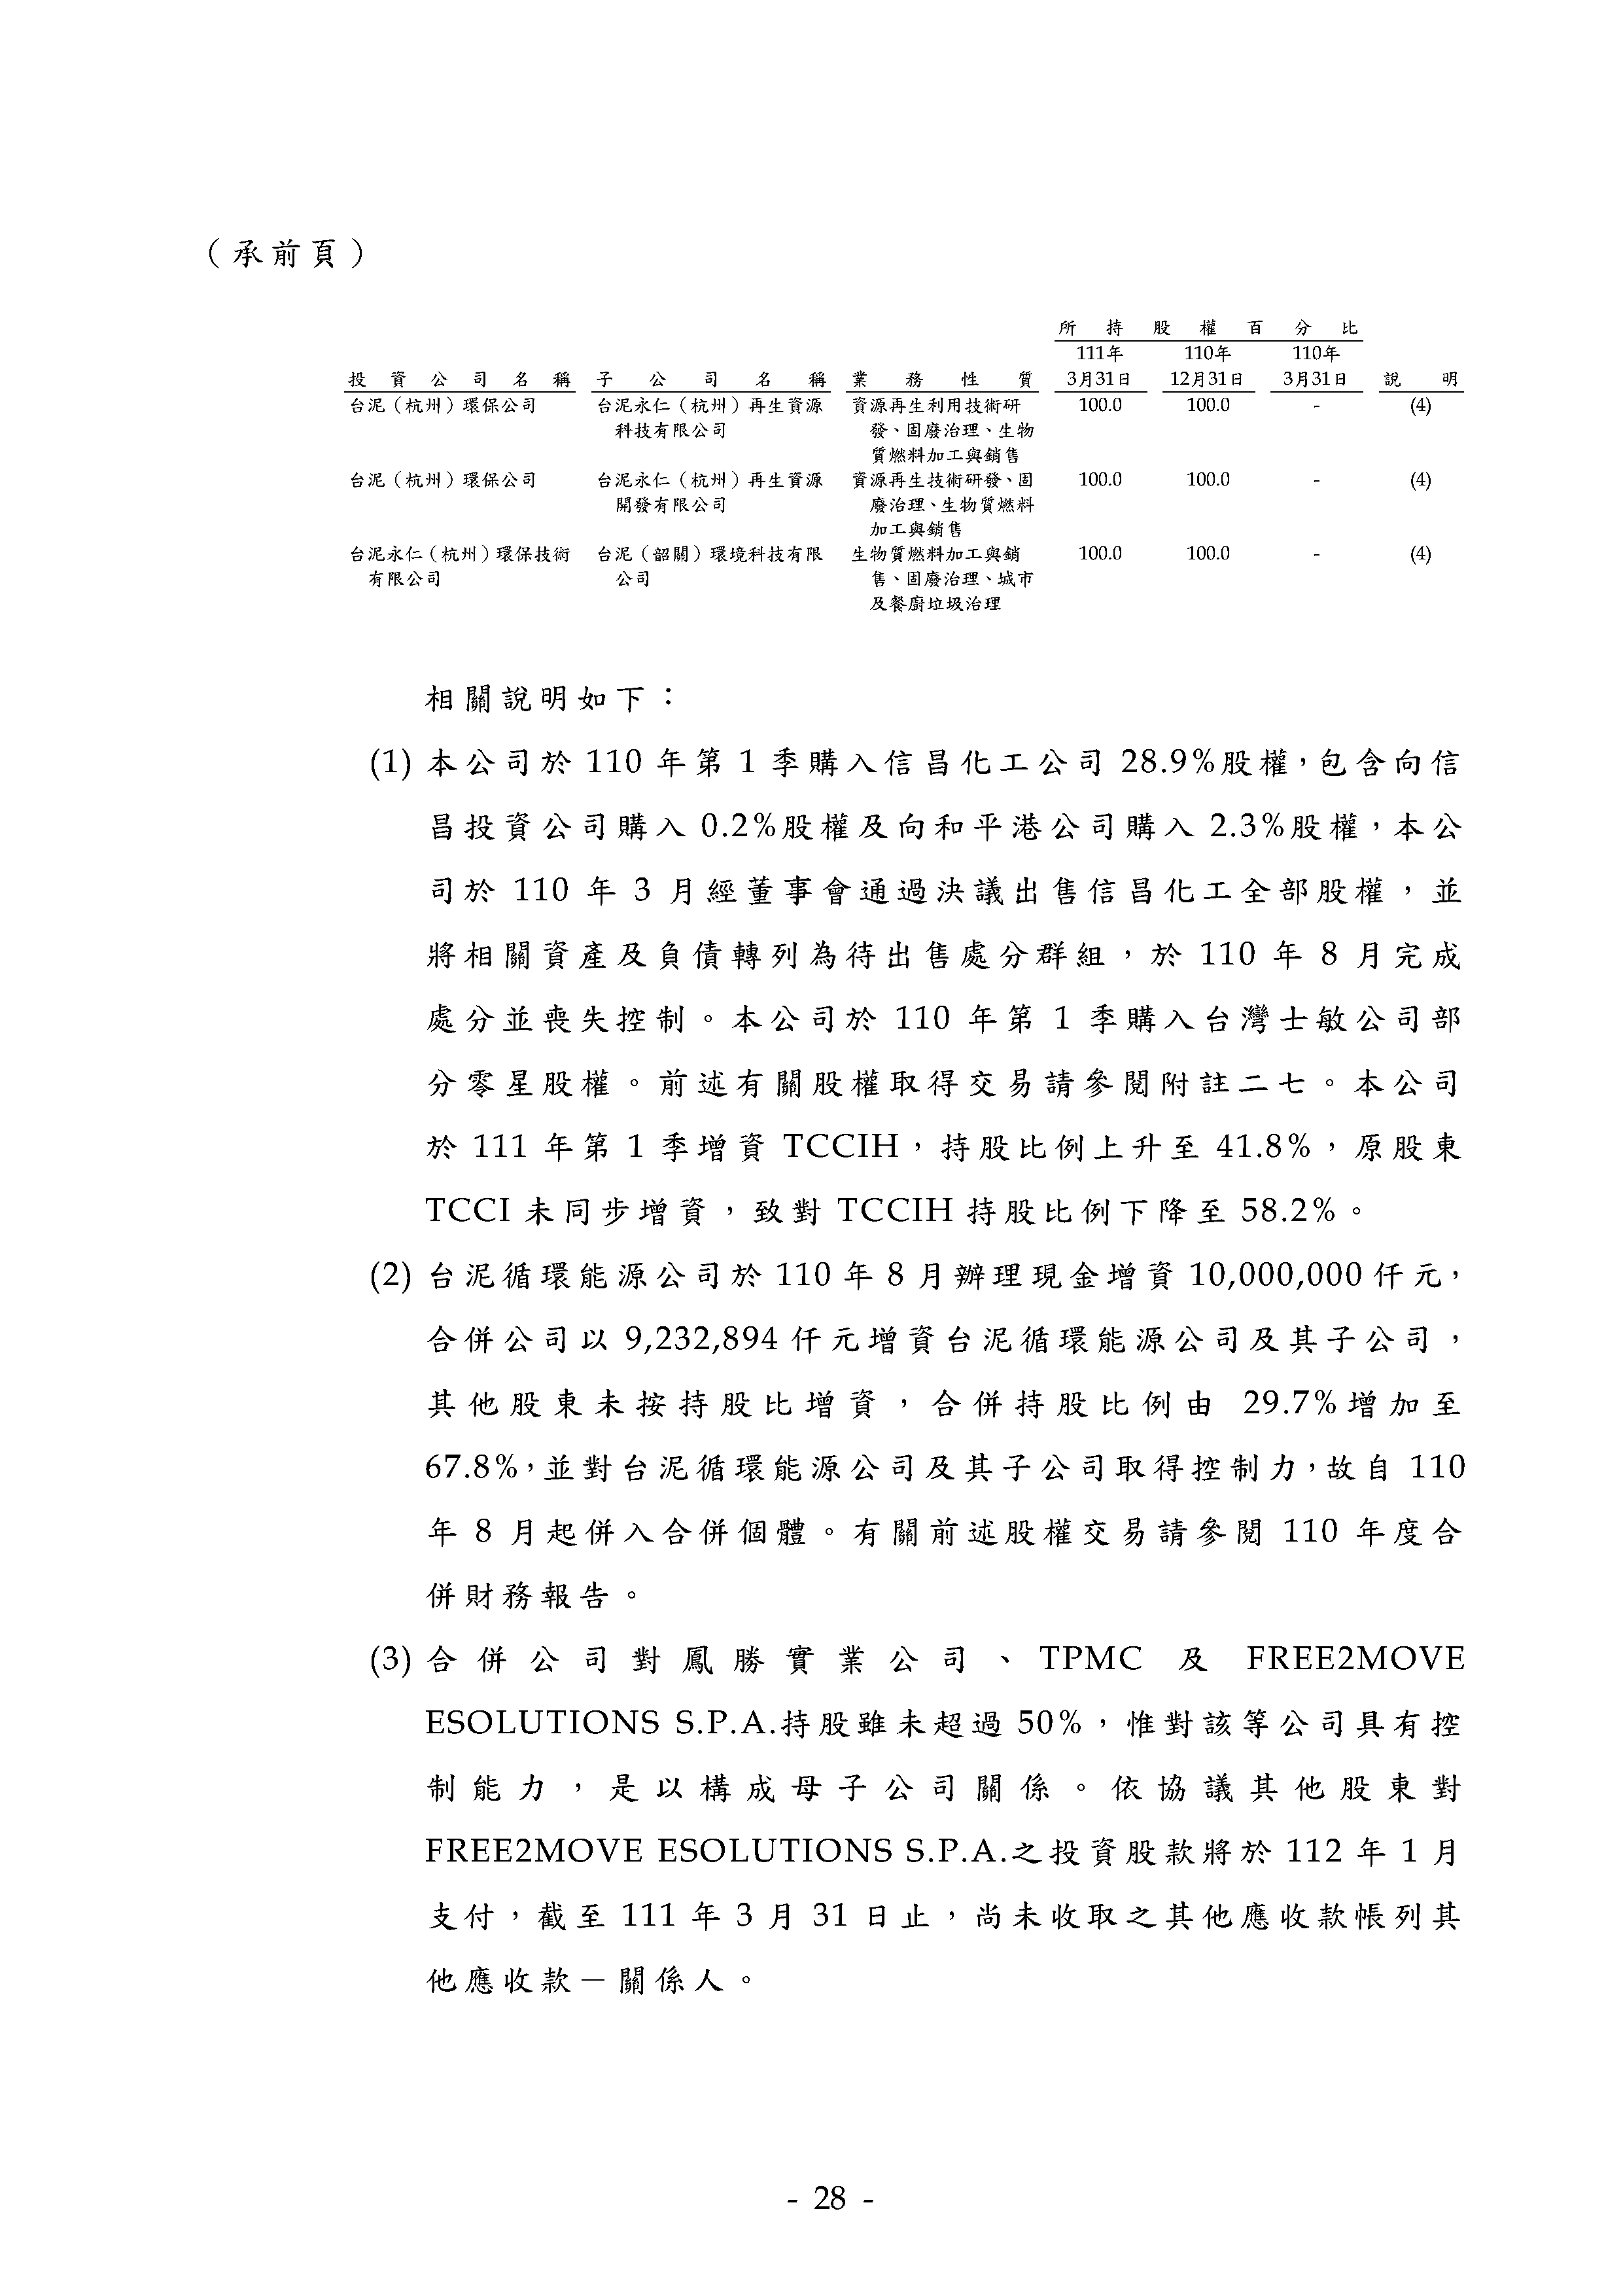 （承前頁）
所持股權百分比
111年 110年 110年
投資公司名稱 子公司名稱 業務性質 3月31日 12月31日 3月31日 說明
台泥（杭州）環保公司 台泥永仁（杭州）再生資源 資源再生利用技術研 100.0 100.0 - (4)
科技有限公司 發、固廢治理、生物
質燃料加工與銷售
台泥（杭州）環保公司 台泥永仁（杭州）再生資源 資源再生技術研發、固 100.0 100.0 - (4)
開發有限公司 廢治理、生物質燃料
加工與銷售
台泥永仁（杭州）環保技術 台泥（韶關）環境科技有限 生物質燃料加工與銷 100.0 100.0 - (4)
有限公司 公司 售、固廢治理、城市
及餐廚垃圾治理
相關說明如下：
(1) 本公司於 110 年第 1 季購入信昌化工公司 28.9%股權，包含向信
昌投資公司購入 0.2%股權及向和平港公司購入 2.3%股權，本公
司於 110 年 3 月經董事會通過決議出售信昌化工全部股權，並
將相關資產及負債轉列為待出售處分群組，於 110 年 8 月完成
處分並喪失控制。本公司於 110 年第 1 季購入台灣士敏公司部
分零星股權。前述有關股權取得交易請參閱附註二七。本公司
於 111 年第 1 季增資 TCCIH，持股比例上升至 41.8%，原股東
TCCI 未同步增資，致對 TCCIH 持股比例下降至 58.2%。
(2) 台泥循環能源公司於 110 年 8 月辦理現金增資 10,000,000 仟元，
合併公司以 9,232,894 仟元增資台泥循環能源公司及其子公司，
其他股東未按持股比增資，合併持股比例由 29.7%增加至
67.8%，並對台泥循環能源公司及其子公司取得控制力，故自 110
年 8 月起併入合併個體。有關前述股權交易請參閱 110 年度合
併財務報告。
(3) 合併公司對鳳勝實業公司、TPMC 及 FREE2MOVE
ESOLUTIONS S.P.A.持股雖未超過 50%，惟對該等公司具有控
制能力，是以構成母子公司關係。依協議其他股東對
FREE2MOVE ESOLUTIONS S.P.A.之投資股款將於 112 年 1 月
支付，截至 111 年 3 月 31 日止，尚未收取之其他應收款帳列其
他應收款－關係人。
- 28 -